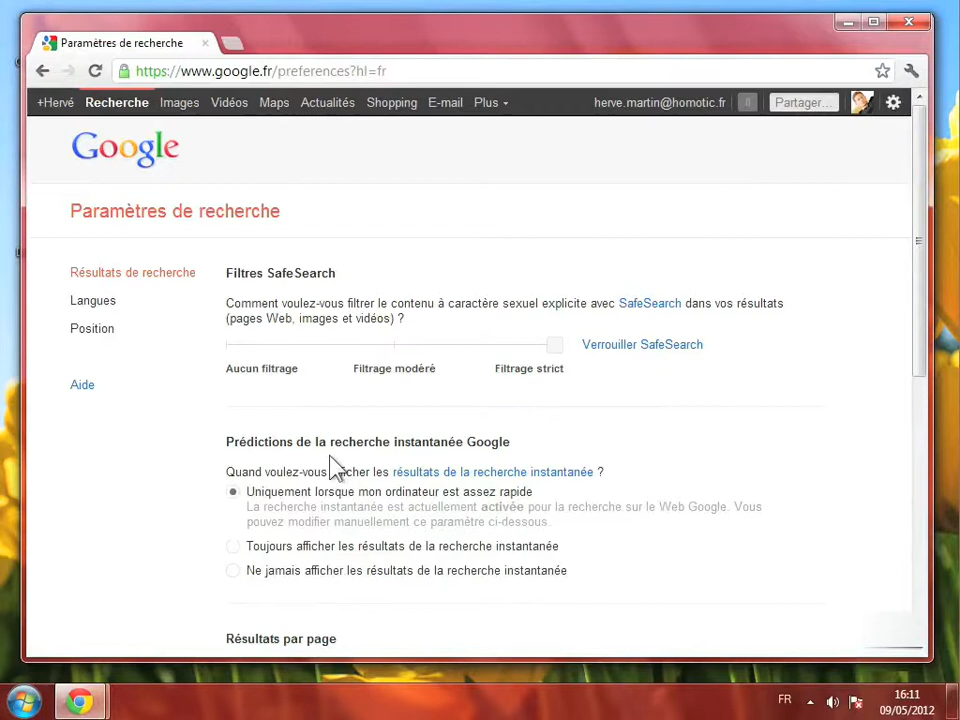 Paramètres de recherche
https://www.google.fr/preferences?hl=fr
+Hervé Recherche Images Vidéos Maps Actualités Shopping E-mail Plus herve.martin@homotic.fr 0 Partager...
Google
Paramètres de recherche
Résultats de recherche
Langues
Position
Aide
Filtres SafeSearch
Comment voulez-vous filtrer le contenu à caractère sexuel explicite avec SafeSearch dans vos résultats
(pages Web, images et vidéos) ?
Verrouiller SafeSearch
Aucun filtrage Filtrage modéré Filtrage strict
Prédictions de la recherche instantanée Google
Quand voulez-vous afficher les résultats de la recherche instantanée ?
Uniquement lorsque mon ordinateur est assez rapide
La recherche instantanée est actuellement activée pour la recherche sur le Web Google. Vous
pouvez modifier manuellement ce paramètre ci-dessous.
Toujours afficher les résultats de la recherche instantanée
Ne jamais afficher les résultats de la recherche instantanée
Résultats par page
FR
16:11
09/05/2012